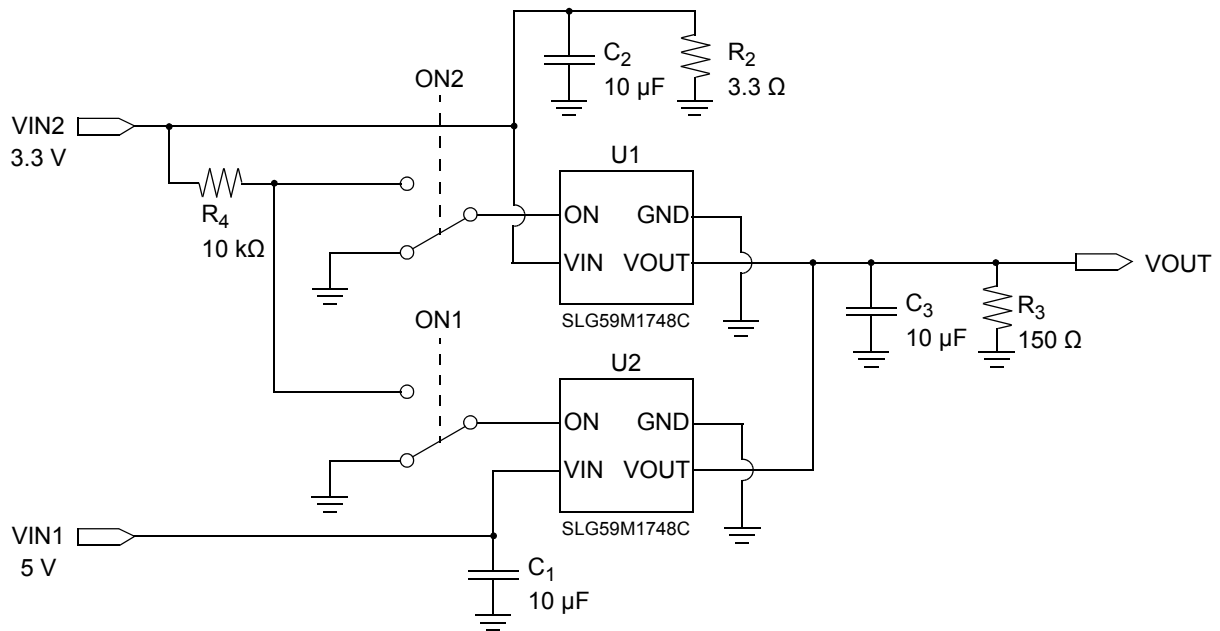 C2
10 µF
R2
3.3 Ω
ON2
VIN2
3.3 V
R4
10 kΩ
U1
ON
GND
VIN
VOUT
SLG59M1748C
VOUT
C3
10 µF
R3
150 Ω
ON1
U2
ON
GND
VIN
VOUT
SLG59M1748C
VIN1
5 V
C1
10 µF